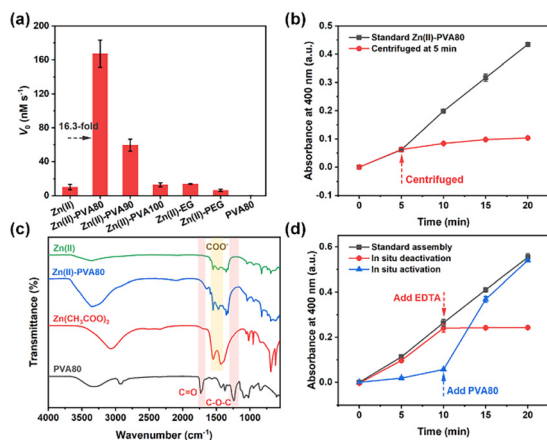 (a)
V0 (nM s-1)
200
160
120
80
40
0
16.3-fold
Zn(II)
Zn(II)-PVA80
Zn(II)-PVA90
Zn(II)-PVA100
Zn(II)-EG
Zn(II)-PEG
PVA80
(b)
Absorbance at 400 nm (a.u.)
0.5
0.4
0.3
0.2
0.1
0.0
-0.1
Standard Zn(II)-PVA80
Centrifuged at 5 min
Centrifuged
0 5 10 15 20
Time (min)
(c)
Transmittance (%)
Zn(II)
COO-
Zn(II)-PVA80
Zn(CH3COO)2
PVA80
C=O
C-O-C
4000 3500 3000 2500 2000 1500 1000
Wavenumber (cm-1)
(d)
Absorbance at 400 nm (a.u.)
0.6
0.4
0.2
0.0
Standard assembly
In situ deactivation
In situ activation
Add EDTA
Add PVA80
0 5 10 15 20
Time (min)